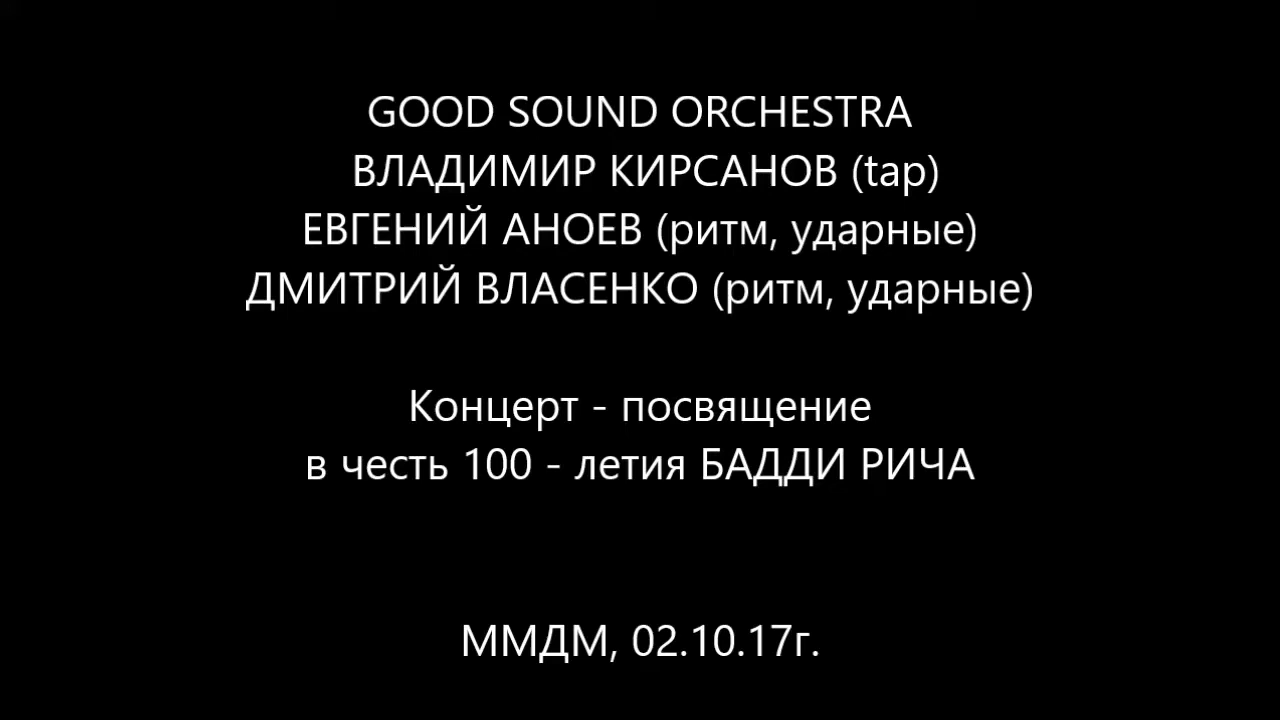 GOOD SOUND ORCHESTRA
ВЛАДИМИР КИРСАНОВ (tap)
ЕВГЕНИЙ АНОЕВ (ритм, ударные)
ДМИТРИЙ ВЛАСЕНКО (ритм, ударные)
Концерт - посвящение
в честь 100 - летия БАДДИ РИЧА
ММДМ, 02.10.17г.